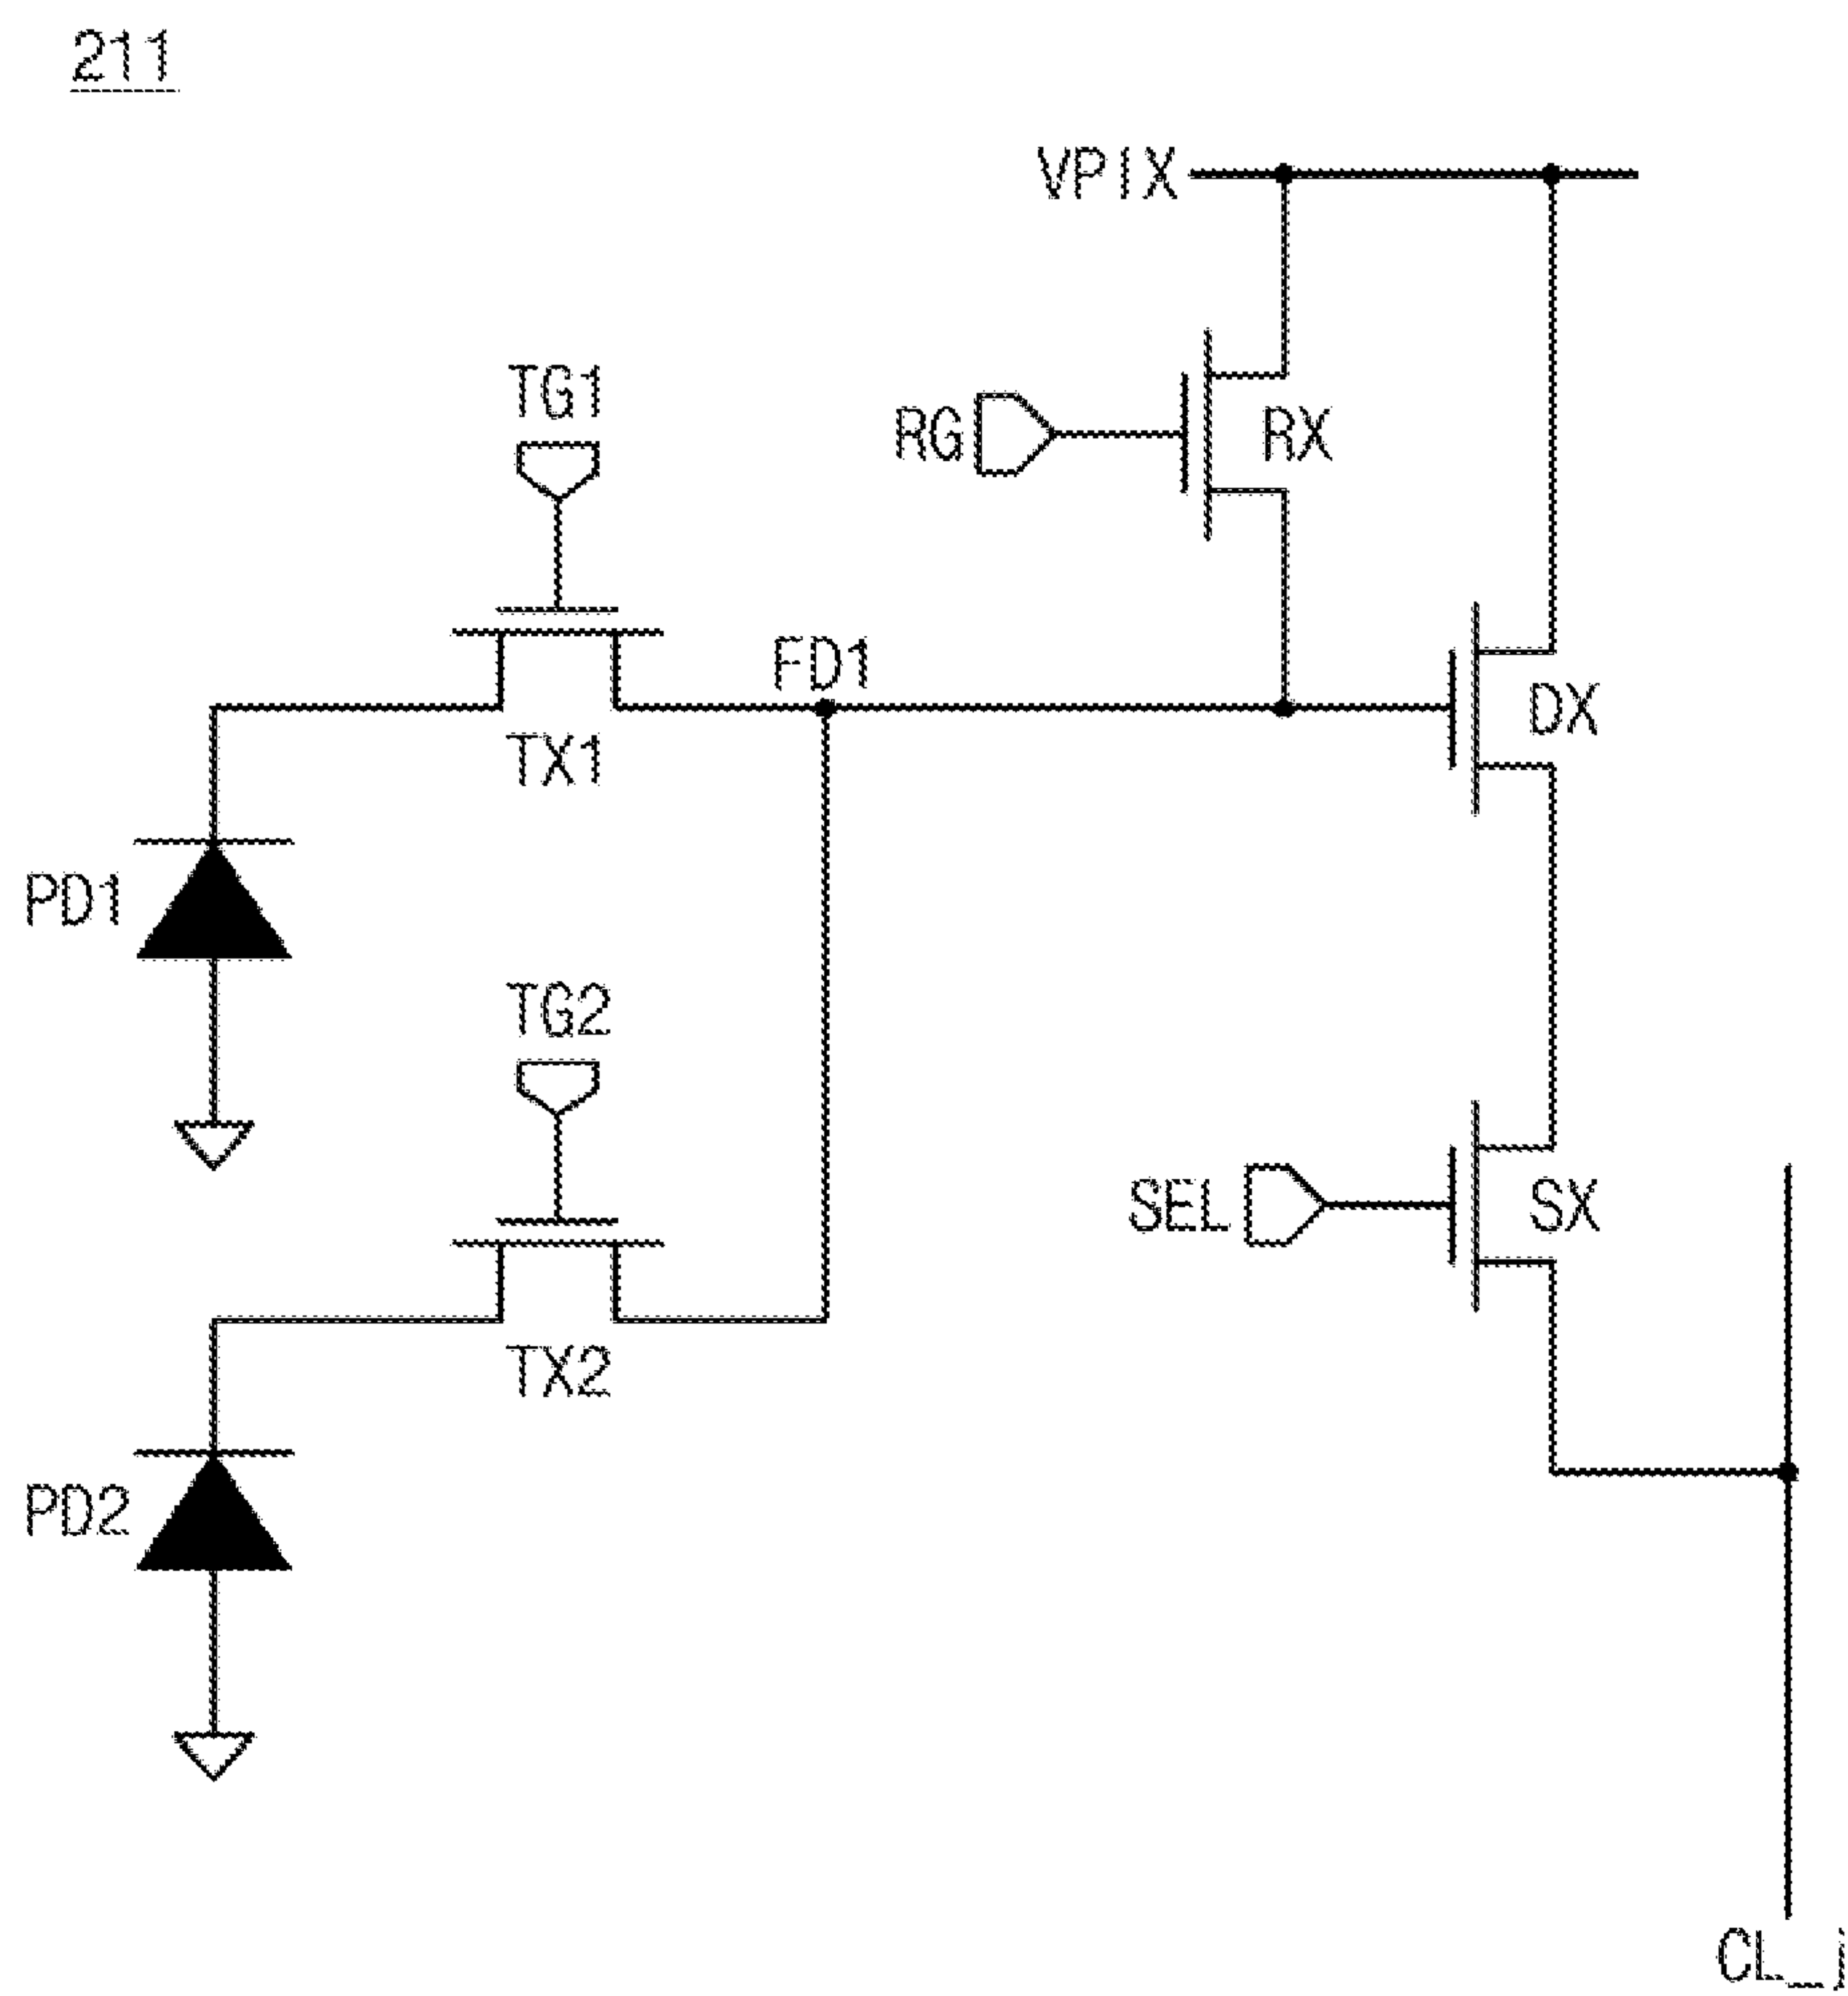 211
VPIX
TG1
RG
RX
FD1
DX
TX1
PD1
TG2
SEL
SX
TX2
PD2
CL_j